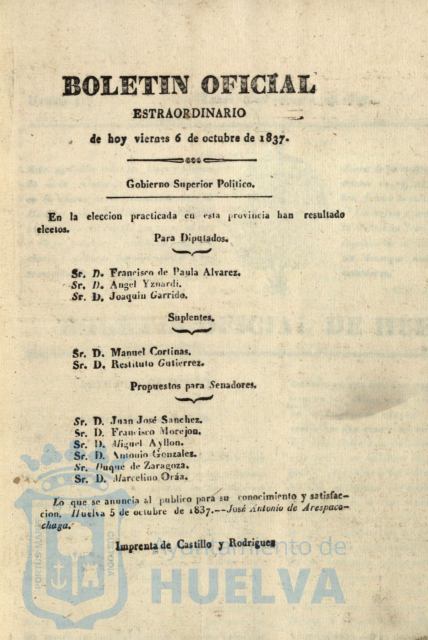 BOLETIN OFICIAL
ESTRAORDINARIO
de hoy viernes 6 de octubre de 1837.
Gobierno Superior Politico.
En la eleccion practicada en esta provincia han resultado
electos.
Para Diputados.
Sr. D. Francisco de Paula Alvarez.
Sr. D. Angel Yznardi.
Sr. D. Joaquin Garrido.
Suplentes.
Sr. D. Manuel Cortinas.
Sr. D. Restituto Gutierrez.
Propuestos para Senadores.
Sr. D. Juan José Sanchez.
Sr. D. Francisco Morejon.
Sr. D. Miguel Ayllon.
Sr. D. Antonio Gonzalez.
Sr. Duque de Zaragoza.
Sr. D. Marcelino Oráa.
Lo que se anuncia al publico para su conocimiento y satisfac-
cion. Huelva 5 de octubre de 1837.--José Antonio de Arespaco-
chaga.
Imprenta de Castillo y Rodriguez
Ayuntamiento de
HUELVA